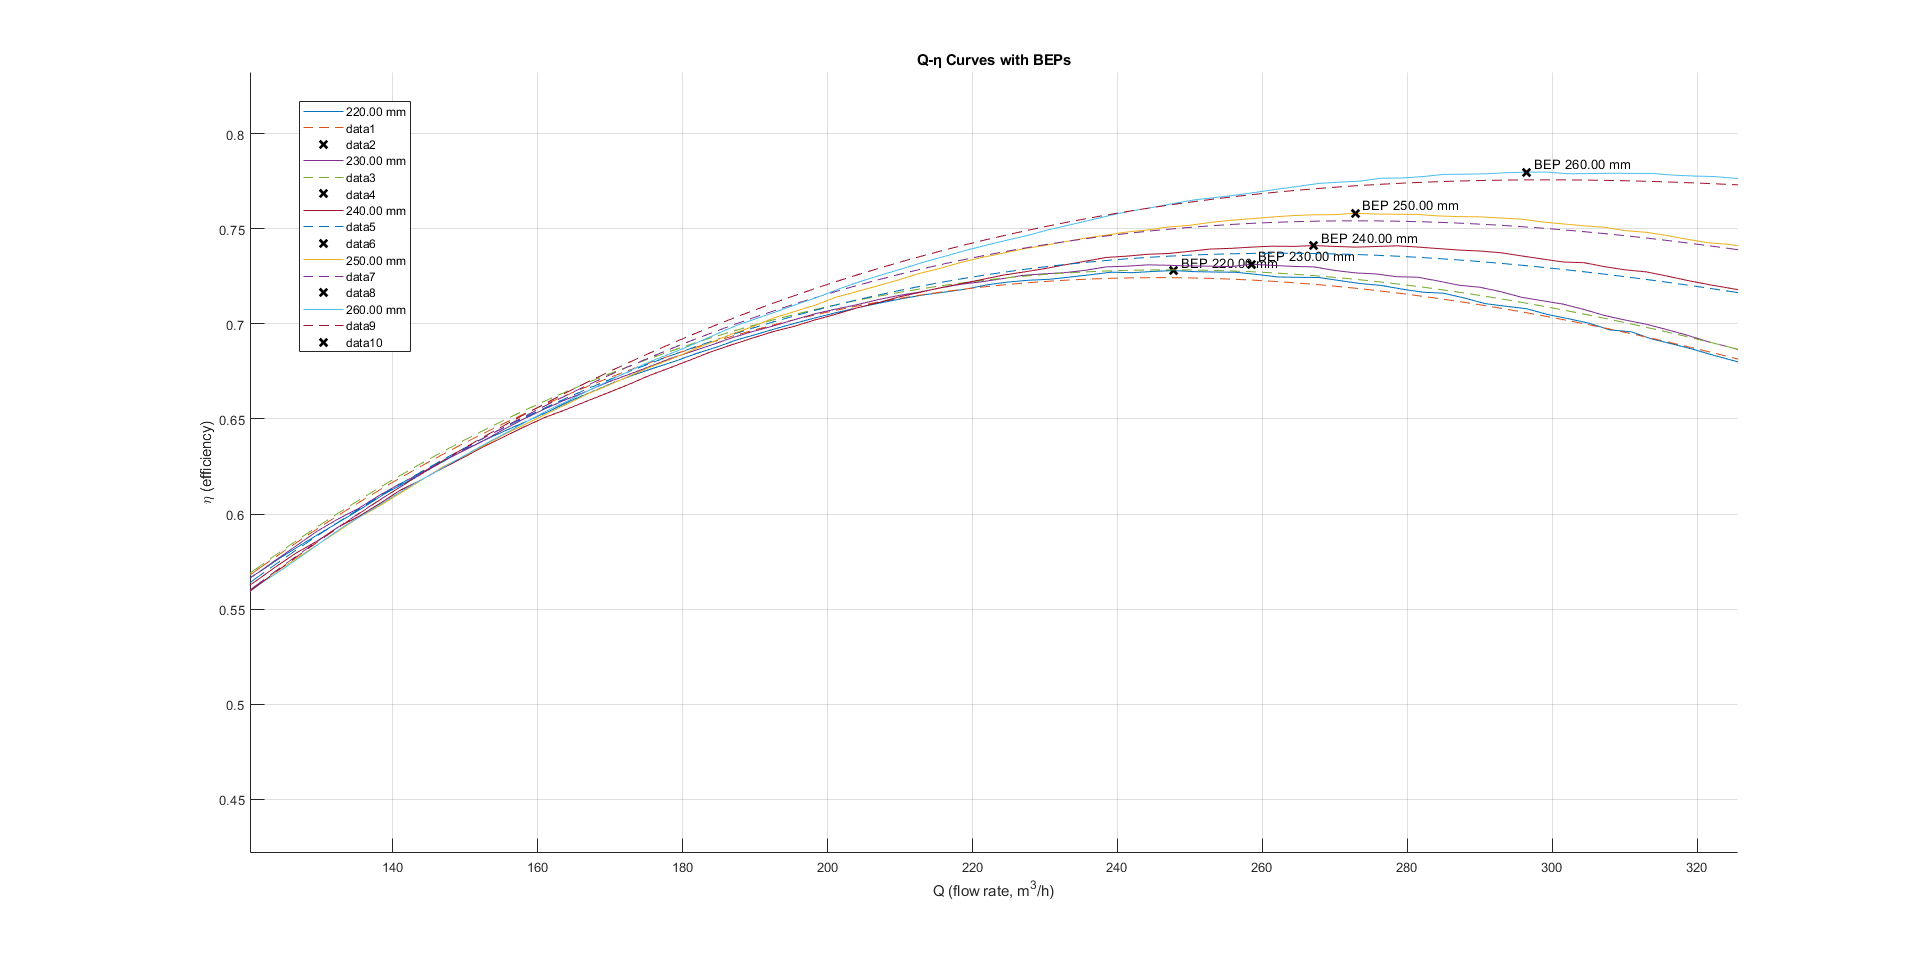 Q-η Curves with BEPs
220.00 mm
data1
data2
230.00 mm
data3
data4
240.00 mm
data5
data6
250.00 mm
data7
data8
260.00 mm
data9
data10
BEP 260.00 mm
BEP 250.00 mm
BEP 240.00 mm
BEP 230.00 mm
BEP 220.00 mm
0.8
0.75
0.7
0.65
0.6
0.55
0.5
0.45
η (efficiency)
140 160 180 200 220 240 260 280 300 320
Q (flow rate, m³/h)